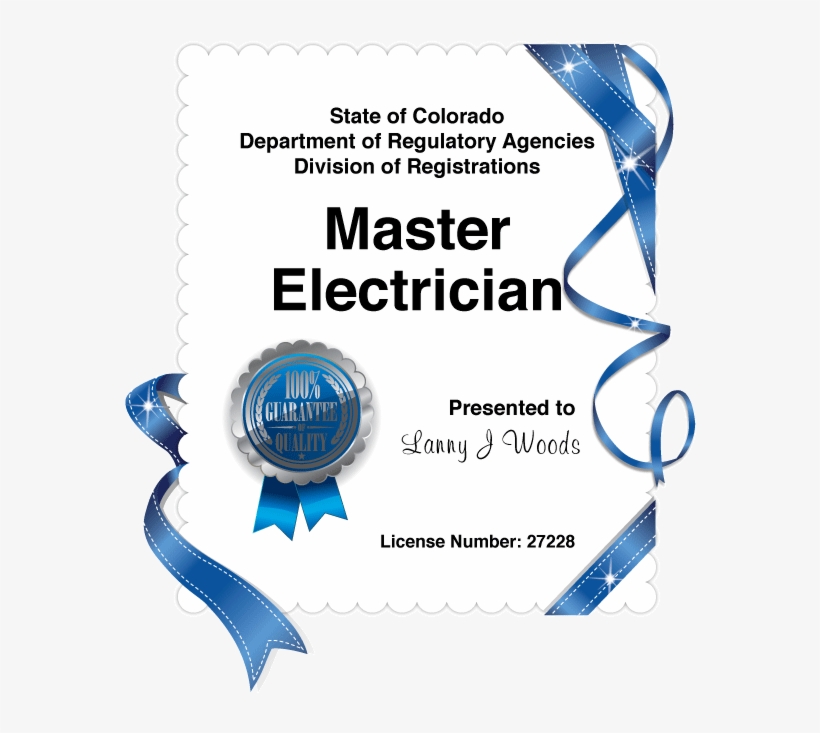 State of Colorado
Department of Regulatory Agencies
Division of Registrations
Master
Electrician
100%
GUARANTEE
OF
QUALITY
Presented to
Lanny J Woods
License Number: 27228